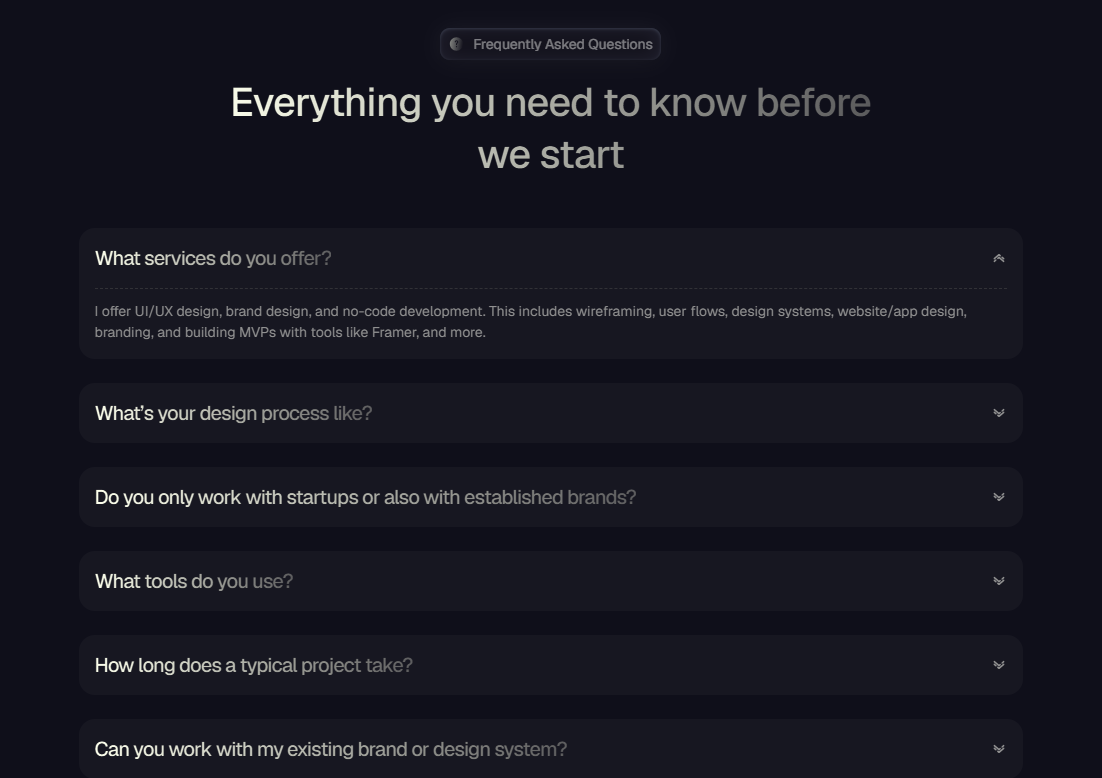 Frequently Asked Questions
Everything you need to know before
we start
What services do you offer?
I offer UI/UX design, brand design, and no-code development. This includes wireframing, user flows, design systems, website/app design,
branding, and building MVPs with tools like Framer, and more.
What’s your design process like?
Do you only work with startups or also with established brands?
What tools do you use?
How long does a typical project take?
Can you work with my existing brand or design system?